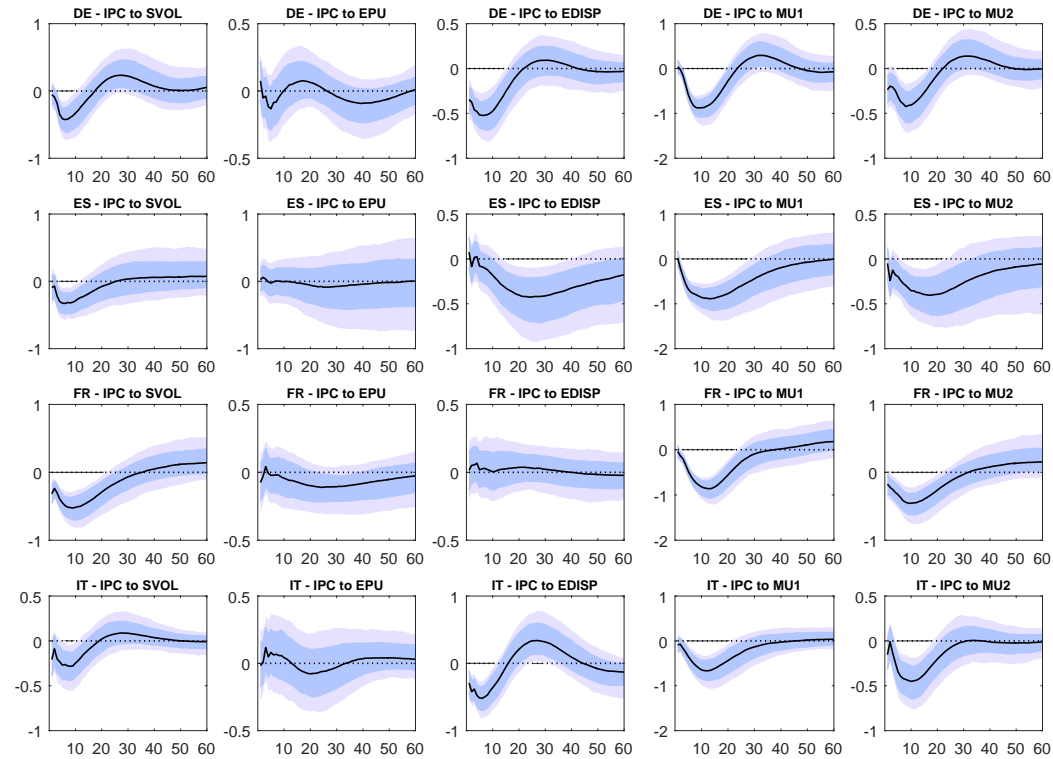 DE - IPC to SVOL DE - IPC to EPU DE - IPC to EDISP DE - IPC to MU1 DE - IPC to MU2
1 0.5 0.5 1 0.5
0 0 0 0 0
-0.5 -1 -0.5
-1 -0.5 -1 -2 -1
10 20 30 40 50 60 10 20 30 40 50 60 10 20 30 40 50 60 10 20 30 40 50 60 10 20 30 40 50 60
ES - IPC to SVOL ES - IPC to EPU ES - IPC to EDISP ES - IPC to MU1 ES - IPC to MU2
1 1 0.5 1 0.5
0 0 0 0 0
-0.5 -1 -0.5
-1 -1 -1 -2 -1
10 20 30 40 50 60 10 20 30 40 50 60 10 20 30 40 50 60 10 20 30 40 50 60 10 20 30 40 50 60
FR - IPC to SVOL FR - IPC to EPU FR - IPC to EDISP FR - IPC to MU1 FR - IPC to MU2
1 0.5 0.5 1 1
0 0 0 0 0
-1
-1 -0.5 -0.5 -2 -1
10 20 30 40 50 60 10 20 30 40 50 60 10 20 30 40 50 60 10 20 30 40 50 60 10 20 30 40 50 60
IT - IPC to SVOL IT - IPC to EPU IT - IPC to EDISP IT - IPC to MU1 IT - IPC to MU2
0.5 0.5 1 1 0.5
0 0 0 0 0
-0.5 -1 -0.5
-1 -0.5 -1 -2 -1
10 20 30 40 50 60 10 20 30 40 50 60 10 20 30 40 50 60 10 20 30 40 50 60 10 20 30 40 50 60